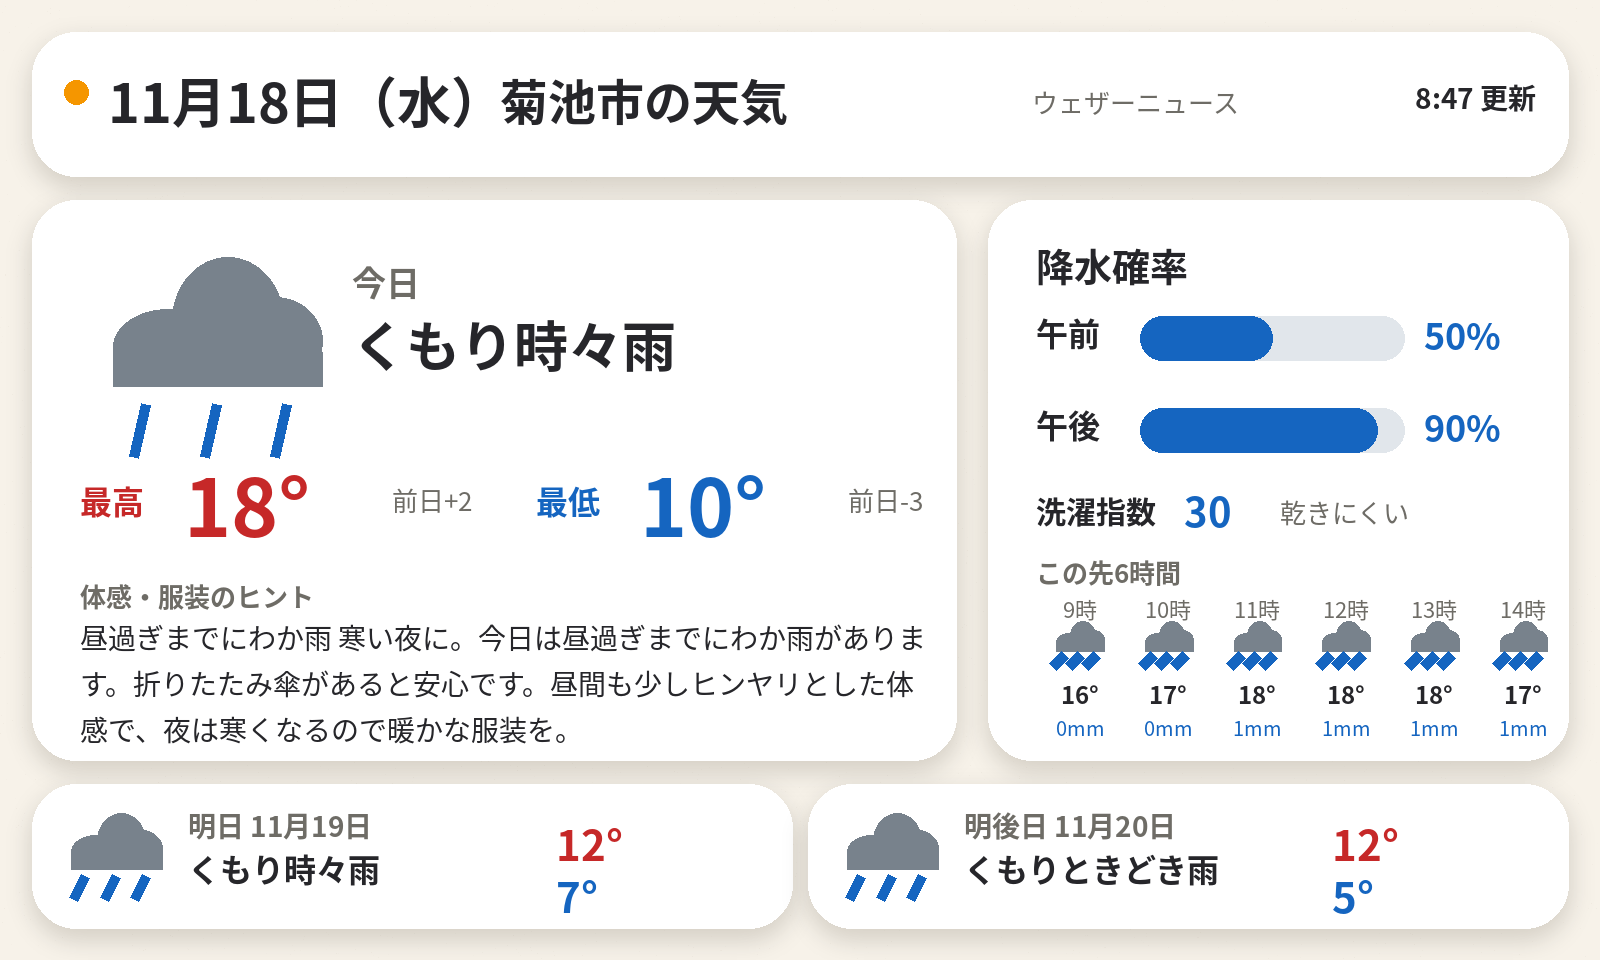 11月18日（水）菊池市の天気
ウェザーニュース
8:47 更新
今日
くもり時々雨
最高 18° 前日+2 最低 10° 前日-3
体感・服装のヒント
昼過ぎまでにわか雨 寒い夜に。今日は昼過ぎまでにわか雨がありま
す。折りたたみ傘があると安心です。昼間も少しヒンヤリとした体
感で、夜は寒くなるので暖かな服装を。
降水確率
午前 50%
午後 90%
洗濯指数 30 乾きにくい
この先6時間
9時 10時 11時 12時 13時 14時
16° 17° 18° 18° 18° 17°
0mm 0mm 1mm 1mm 1mm 1mm
明日 11月19日
くもり時々雨
12°
7°
明後日 11月20日
くもりときどき雨
12°
5°